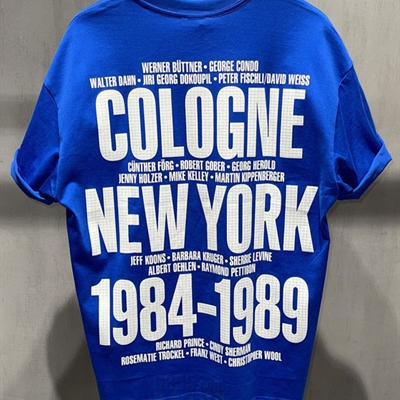 WERNER BÜTTNER • GEORGE CONDO
WALTER DAHN • JIRI GEORG DOKOUPIL • PETER FISCHLI/DAVID WEISS
COLOGNE
GÜNTHER FÖRG • ROBERT GOBER • GEORG HEROLD
JENNY HOLZER • MIKE KELLEY • MARTIN KIPPENBERGER
NEW YORK
JEFF KOONS • BARBARA KRUGER • SHERRIE LEVINE
ALBERT OEHLEN • RAYMOND PETTIBON
1984–1989
RICHARD PRINCE • CINDY SHERMAN
ROSEMATIE TROCKEL • FRANZ WEST • CHRISTOPHER WOOL